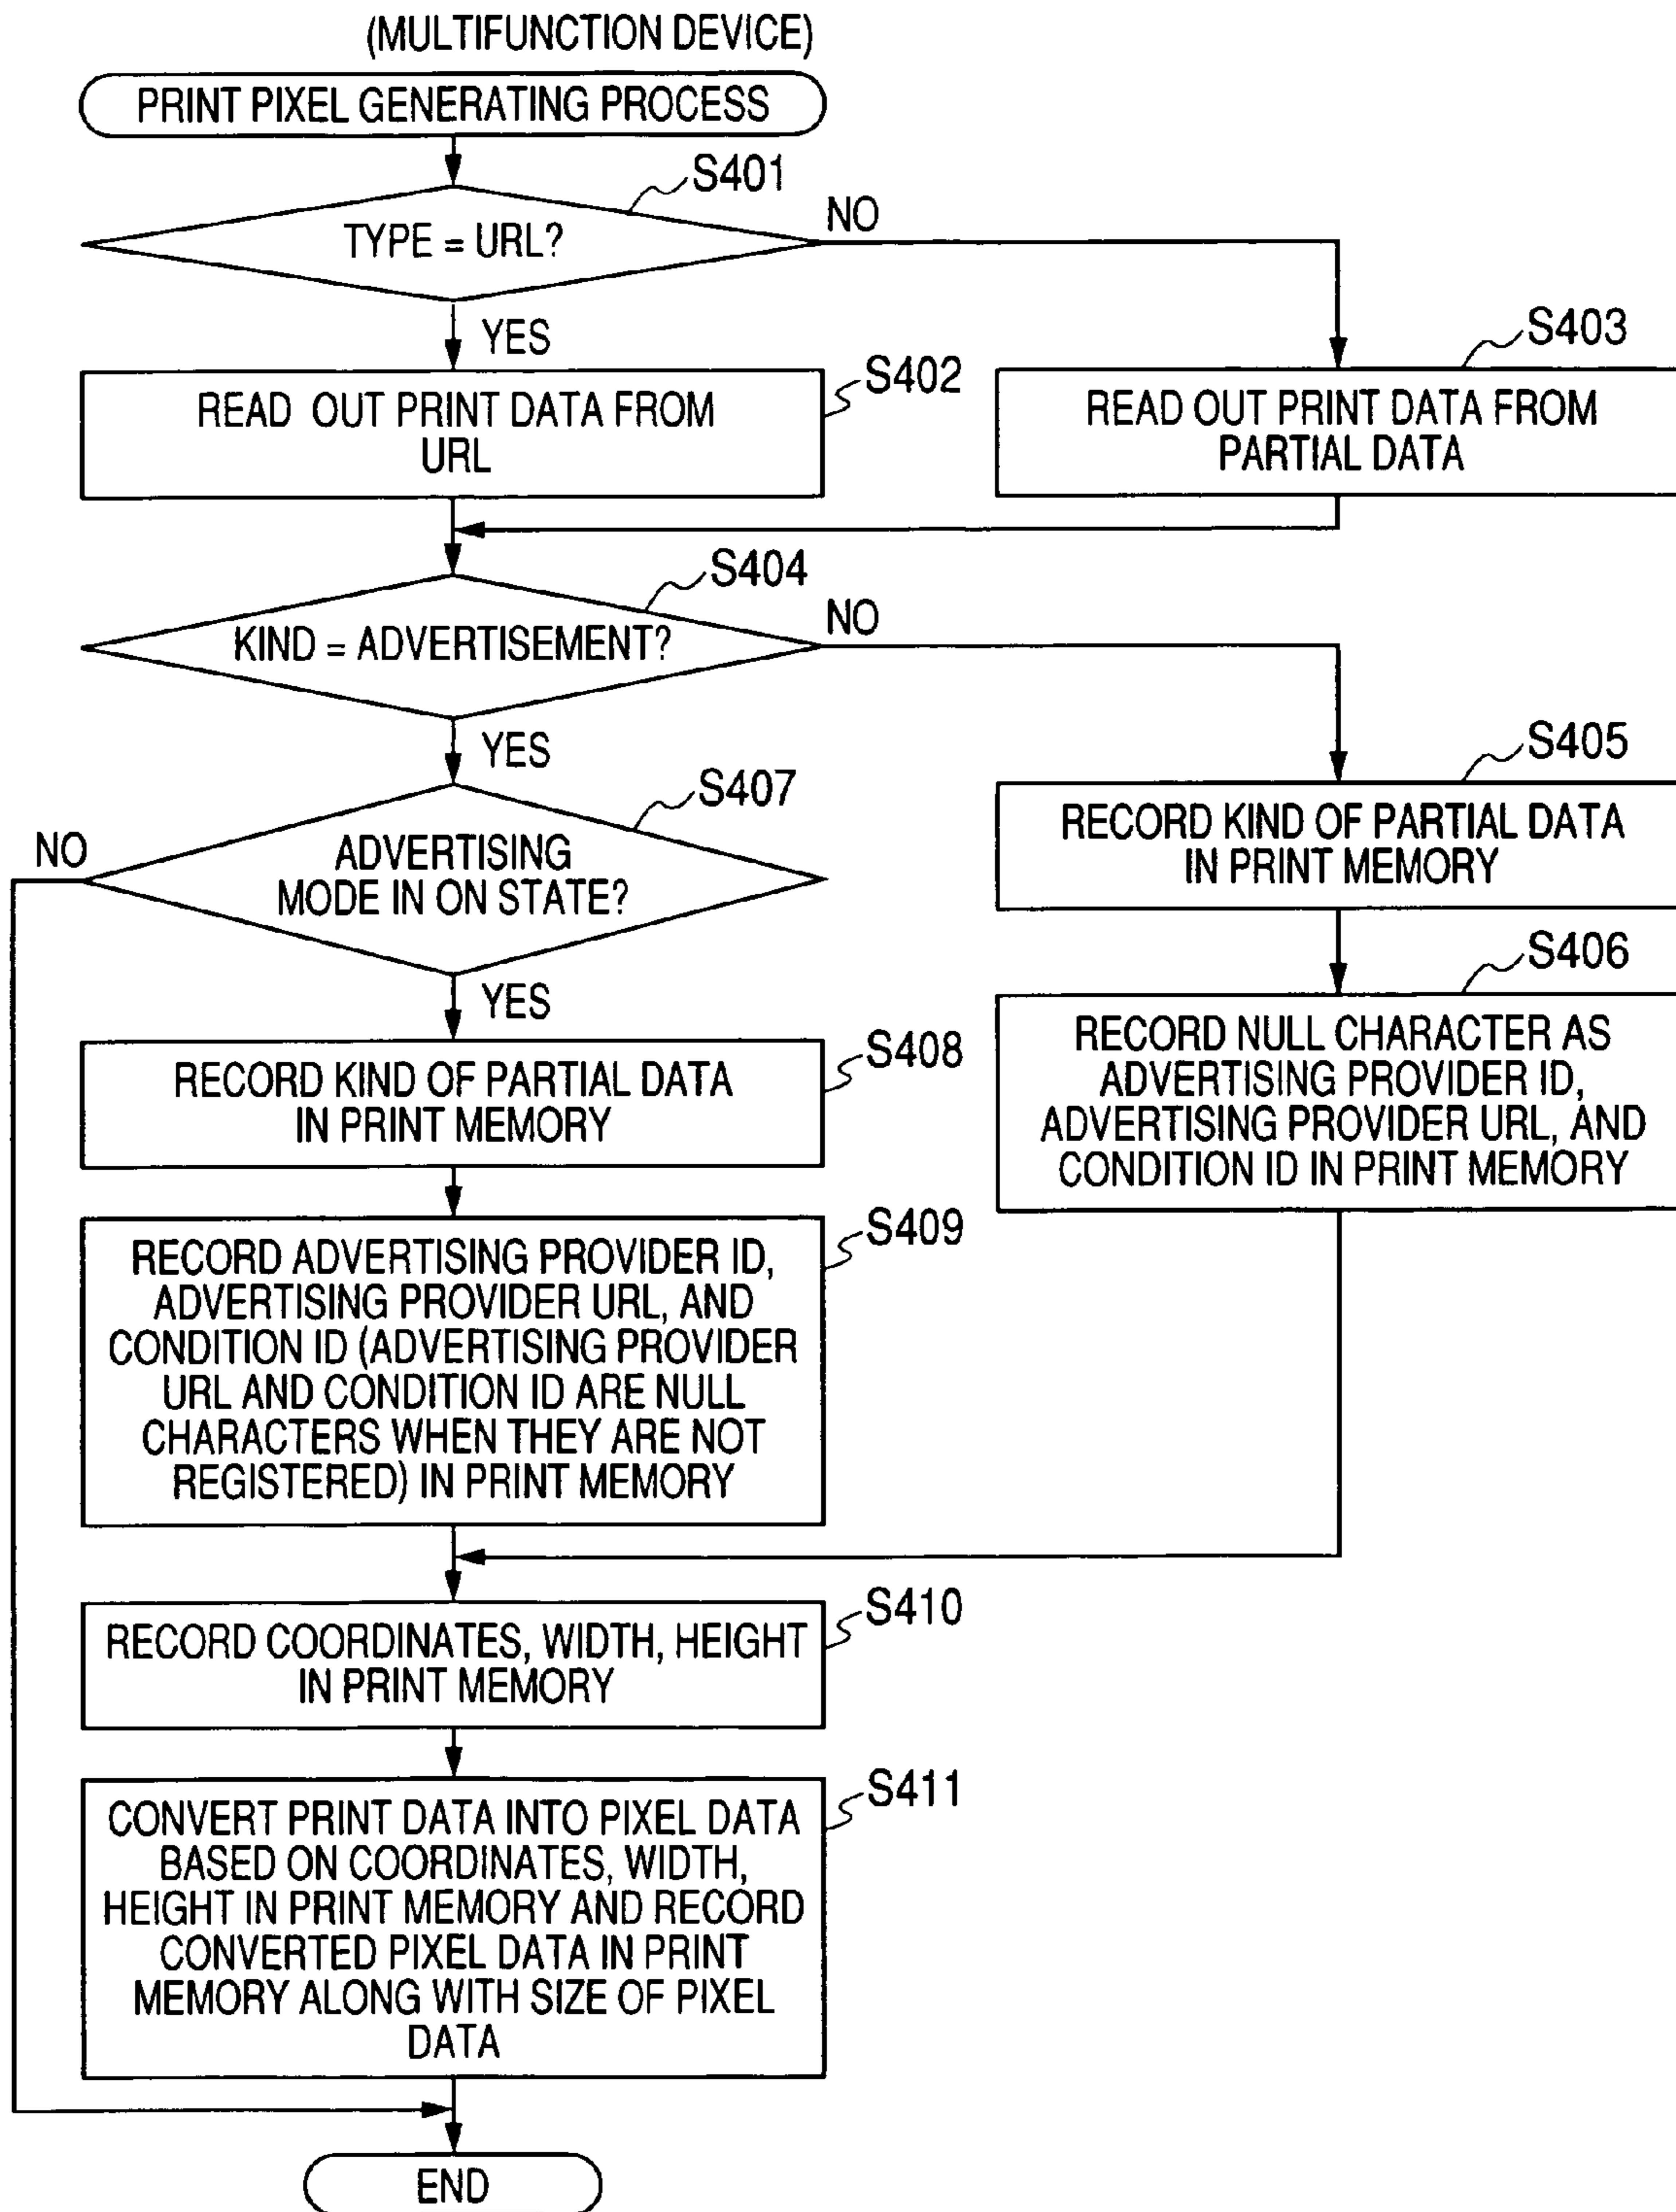 (MULTIFUNCTION DEVICE)
PRINT PIXEL GENERATING PROCESS
S401
TYPE = URL?
NO
YES
S402
READ OUT PRINT DATA FROM
URL
S403
READ OUT PRINT DATA FROM
PARTIAL DATA
S404
KIND = ADVERTISEMENT?
NO
YES
S405
RECORD KIND OF PARTIAL DATA
IN PRINT MEMORY
S406
RECORD NULL CHARACTER AS
ADVERTISING PROVIDER ID,
ADVERTISING PROVIDER URL, AND
CONDITION ID IN PRINT MEMORY
S407
NO
ADVERTISING
MODE IN ON STATE?
YES
S408
RECORD KIND OF PARTIAL DATA
IN PRINT MEMORY
S409
RECORD ADVERTISING PROVIDER ID,
ADVERTISING PROVIDER URL, AND
CONDITION ID (ADVERTISING PROVIDER
URL AND CONDITION ID ARE NULL
CHARACTERS WHEN THEY ARE NOT
REGISTERED) IN PRINT MEMORY
S410
RECORD COORDINATES, WIDTH, HEIGHT
IN PRINT MEMORY
S411
CONVERT PRINT DATA INTO PIXEL DATA
BASED ON COORDINATES, WIDTH,
HEIGHT IN PRINT MEMORY AND RECORD
CONVERTED PIXEL DATA IN PRINT
MEMORY ALONG WITH SIZE OF PIXEL
DATA
END